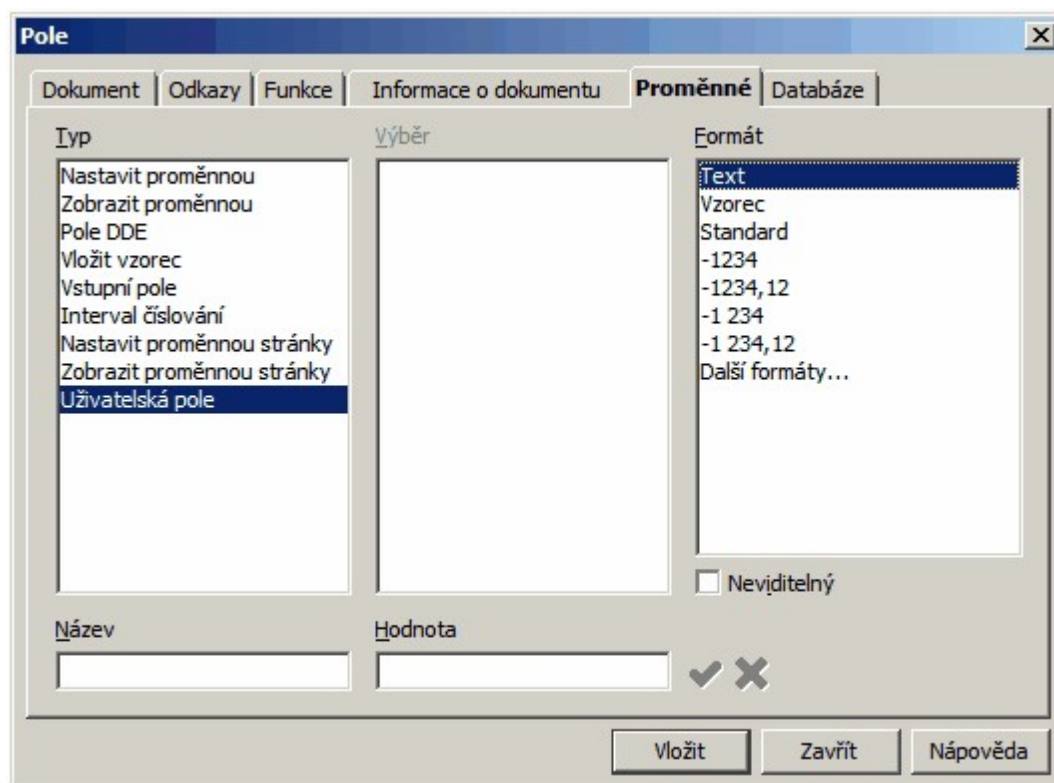 Pole
Dokument Odkazy Funkce Informace o dokumentu Proměnné Databáze
Typ
Nastavit proměnnou
Zobrazit proměnnou
Pole DDE
Vložit vzorec
Vstupní pole
Interval číslování
Nastavit proměnnou stránky
Zobrazit proměnnou stránky
Uživatelská pole
Výběr
Formát
Text
Vzorec
Standard
-1234
-1234,12
-1 234
-1 234,12
Další formáty...
Neviditelný
Název
Hodnota
Vložit Zavřít Nápověda